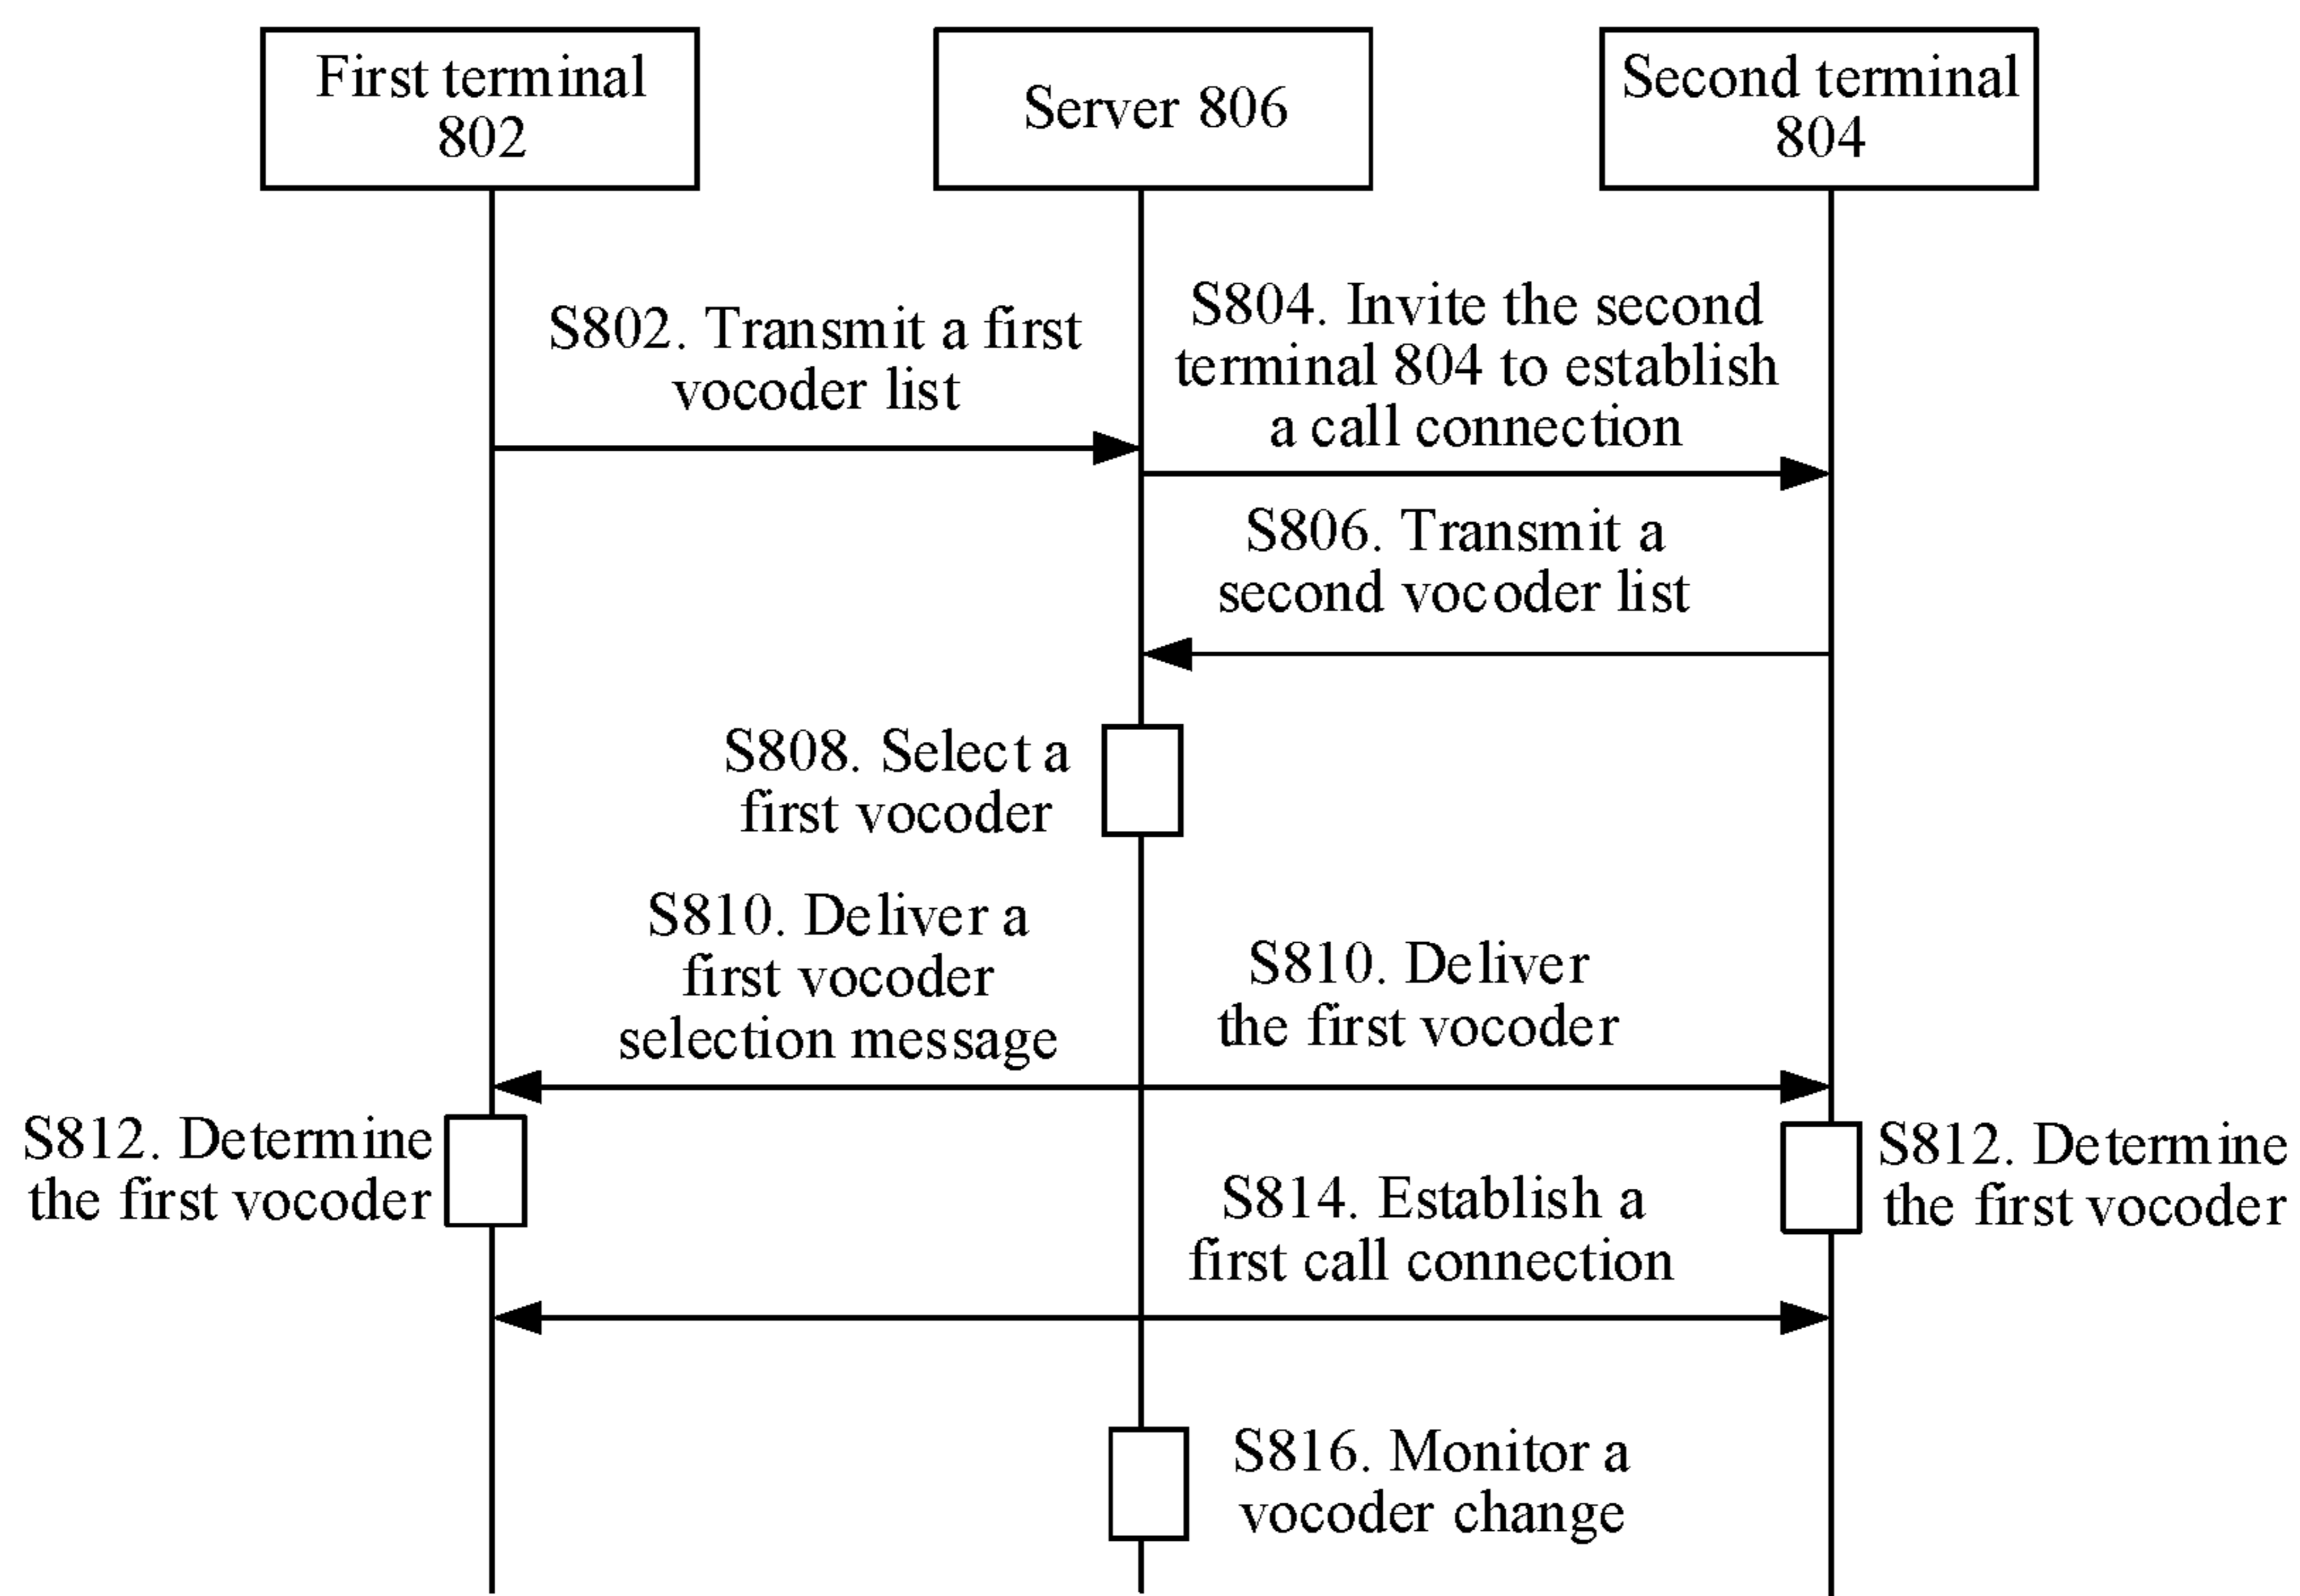 First terminal
802
Server 806
Second terminal
804
S802. Transmit a first
vocoder list
S804. Invite the second
terminal 804 to establish
a call connection
S806. Transmit a
second vocoder list
S808. Select a
first vocoder
S810. Deliver a
first vocoder
selection message
S810. Deliver
the first vocoder
S812. Determine
the first vocoder
S812. Determine
the first vocoder
S814. Establish a
first call connection
S816. Monitor a
vocoder change